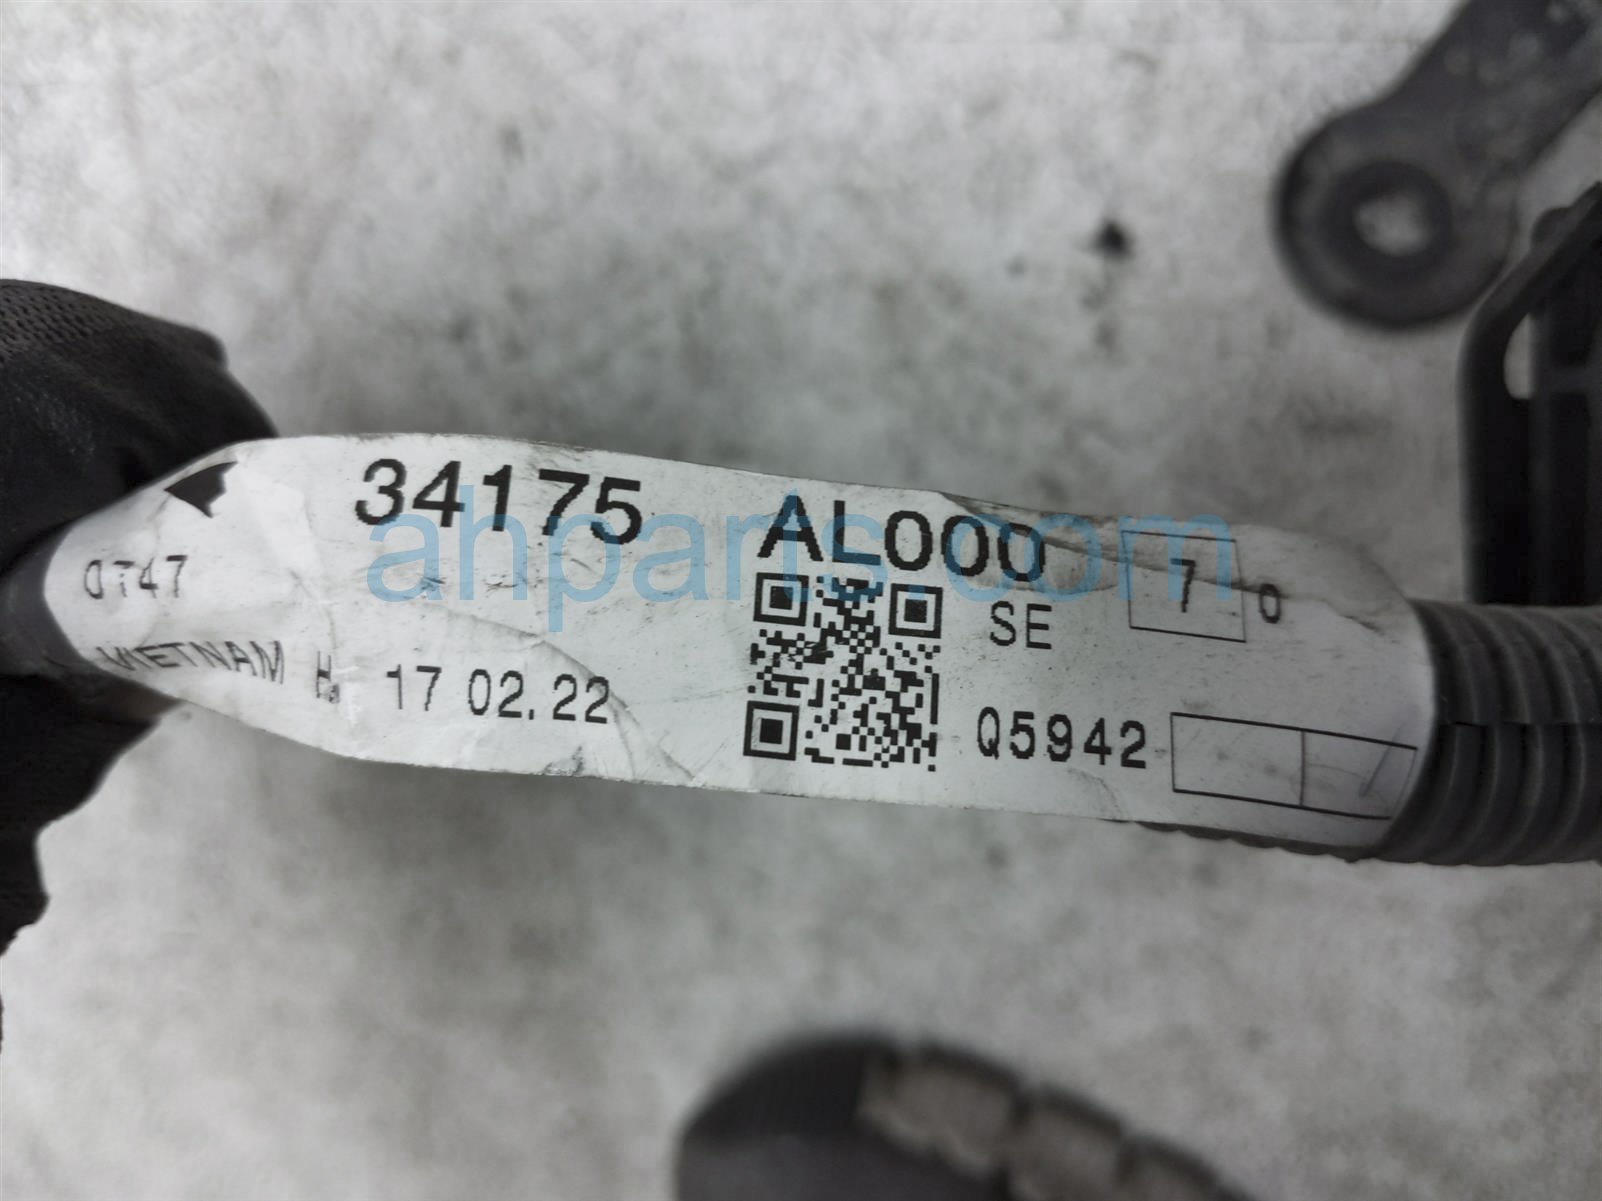 34175 AL000
ahparts.com
0747
SE
7 0
VIETNAM H. 17 02.22
Q5942